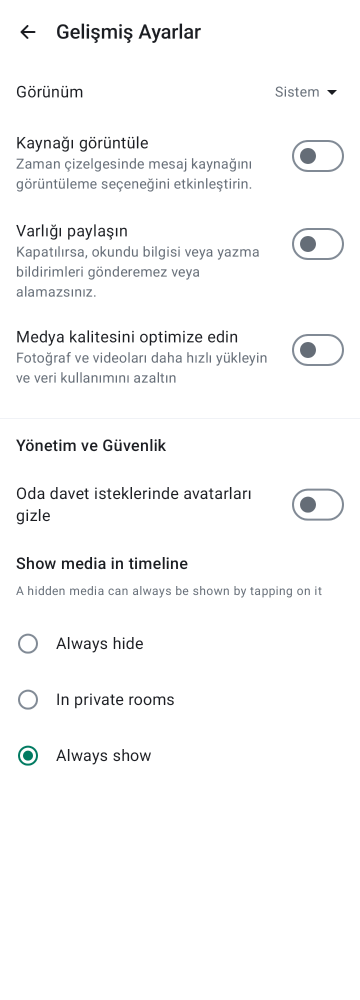 Gelişmiş Ayarlar
Görünüm
Sistem
Kaynağı görüntüle
Zaman çizelgesinde mesaj kaynağını
görüntüleme seçeneğini etkinleştirin.
Varlığı paylaşın
Kapatılırsa, okundu bilgisi veya yazma
bildirimleri gönderemez veya
alamazsınız.
Medya kalitesini optimize edin
Fotoğraf ve videoları daha hızlı yükleyin
ve veri kullanımını azaltın
Yönetim ve Güvenlik
Oda davet isteklerinde avatarları
gizle
Show media in timeline
A hidden media can always be shown by tapping on it
Always hide
In private rooms
Always show